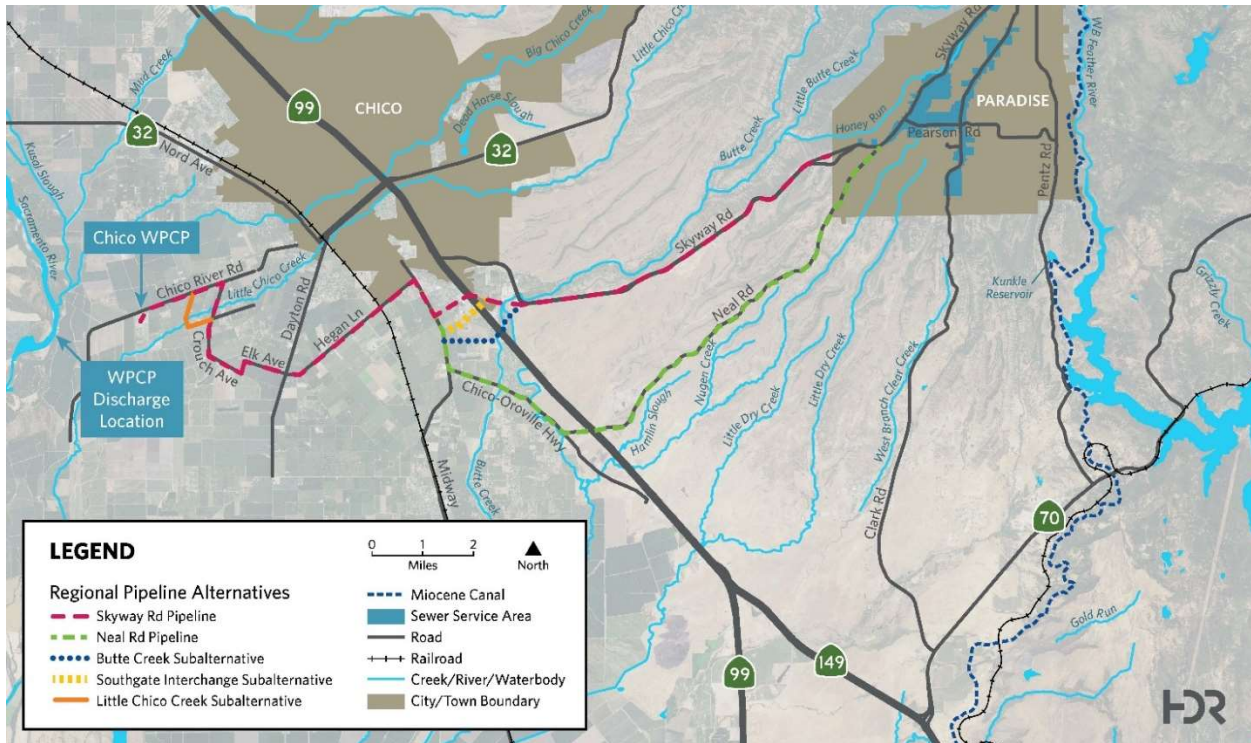 Skyway Rd
WB Feather River
Mud Creek
Big Chico Creek
Little Chico Creek
CHICO
99
Dead Horse Slough
Little Butte Creek
Butte Creek
Honey Run
PARADISE
Pearson Rd
Pentz Rd
32
Nord Ave
32
Kusal Slough
Sacramento River
Chico WPCP
Chico River Rd
Little Chico Creek
Dayton Rd
Hegan Ln
Skyway Rd
Neal Rd
Kunkle
Reservoir
Grizzly Creek
Crouch Ave
Elk Ave
WPCP
Discharge
Location
Chico-Oroville Hwy
Midway
Butte Creek
Hamlin Slough
Nugen Creek
Little Dry Creek
Little Dry Creek
West Branch Clear Creek
Clark Rd
70
Gold Run
149
99
LEGEND
0 1 2
Miles
North
Regional Pipeline Alternatives
Skyway Rd Pipeline
Neal Rd Pipeline
Butte Creek Subalternative
Southgate Interchange Subalternative
Little Chico Creek Subalternative
Miocene Canal
Sewer Service Area
Road
Railroad
Creek/River/Waterbody
City/Town Boundary
HDR